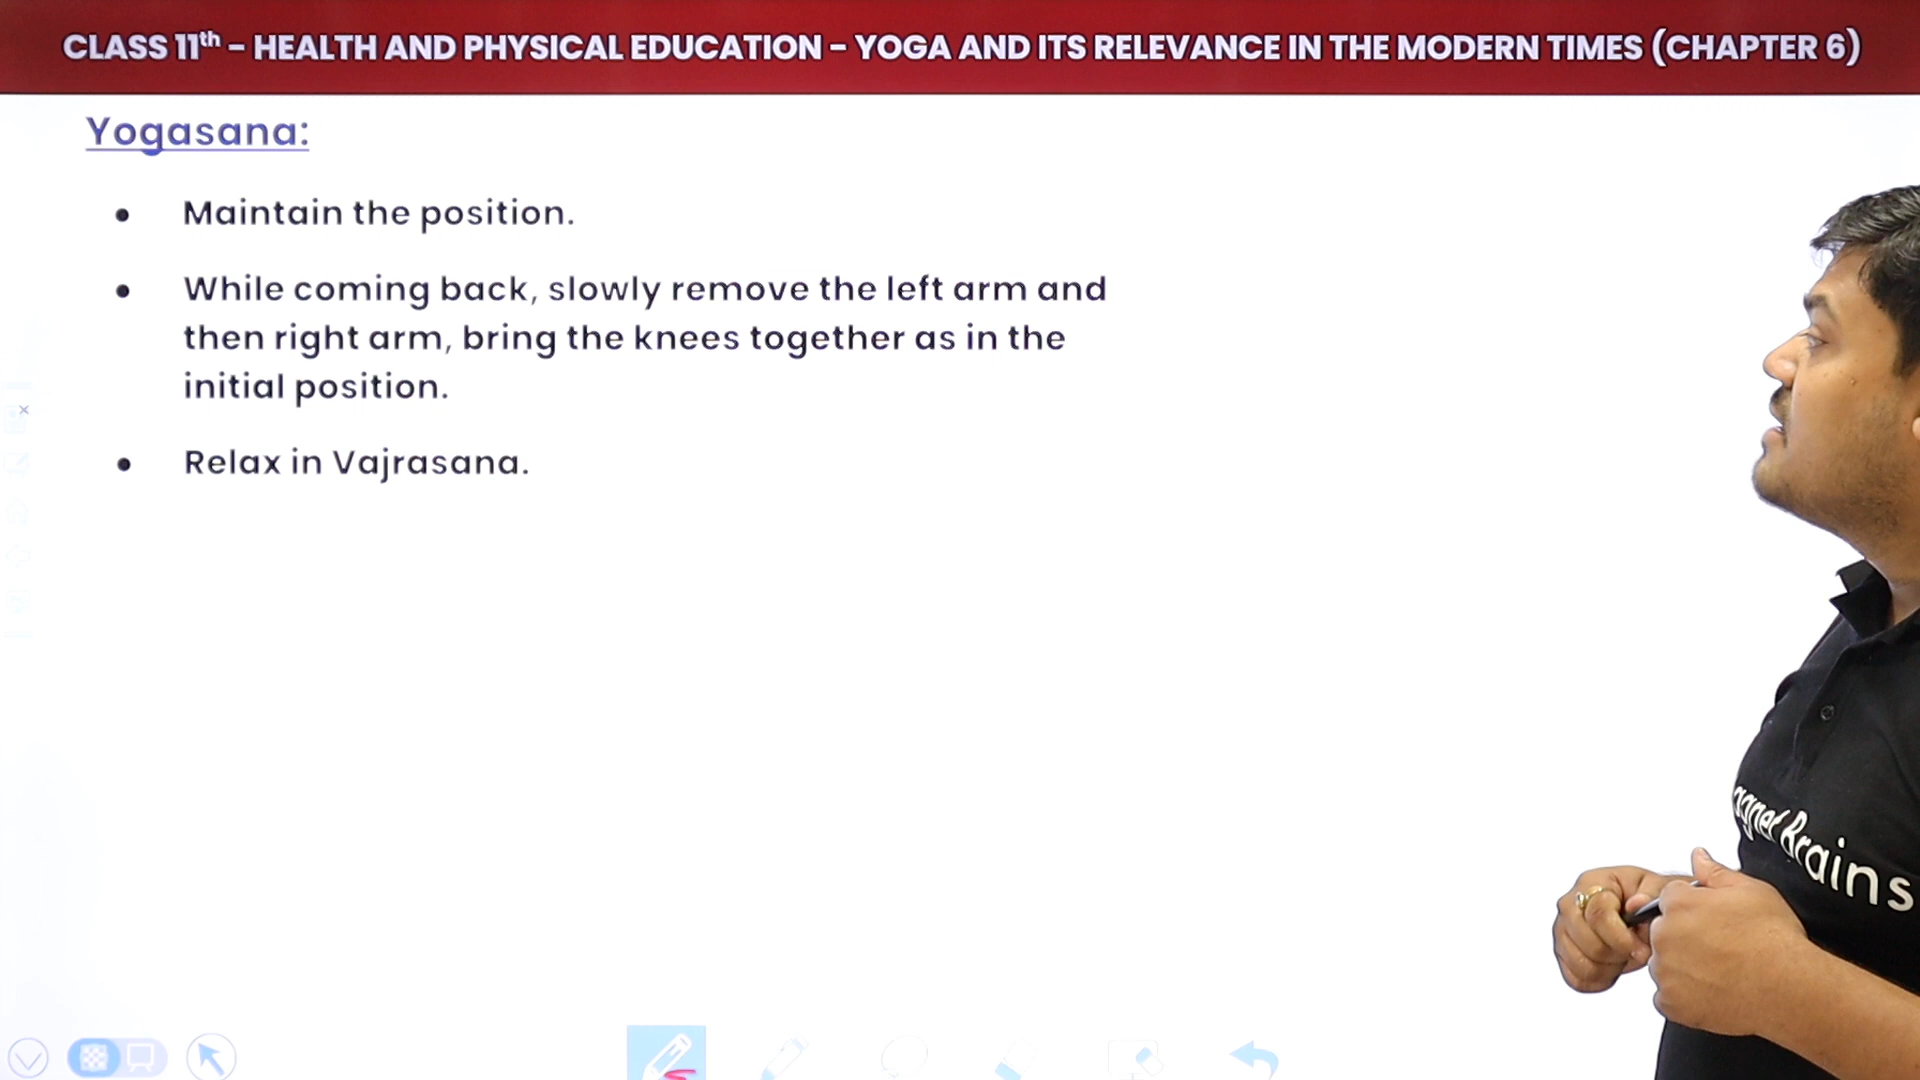 CLASS 11th – HEALTH AND PHYSICAL EDUCATION – YOGA AND ITS RELEVANCE IN THE MODERN TIMES (CHAPTER 6)
Yogasana:
• Maintain the position.
• While coming back, slowly remove the left arm and
then right arm, bring the knees together as in the
initial position.
• Relax in Vajrasana.
agnet Brains